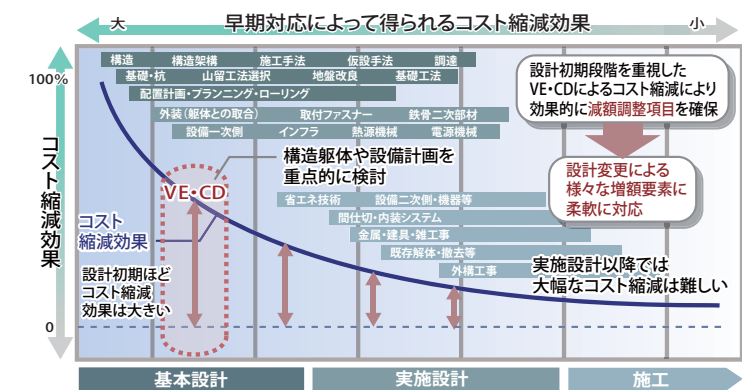 早期対応によって得られるコスト縮減効果
大
小
100%
コスト縮減効果
0
構造 構造架構 施工手法 仮設手法 調達
基礎・杭 山留工法選択 地盤改良 基礎工法
配置計画・プランニング・ローリング
外装(躯体との取合) 取付ファスナー 鉄骨二次部材
設備一次側 インフラ 熱源機械 電源機械
設計初期段階を重視した
VE・CDによるコスト縮減により
効果的に減額調整項目を確保
設計変更による
様々な増額要素に
柔軟に対応
構造躯体や設備計画を
重点的に検討
VE・CD
省エネ技術 設備二次側・機器等
間仕切・内装システム
金属・建具・雑工事
既存解体・撤去等
外構工事
コスト
縮減効果
設計初期ほど
コスト縮減
効果は大きい
実施設計以降では
大幅なコスト縮減は難しい
基本設計
実施設計
施工